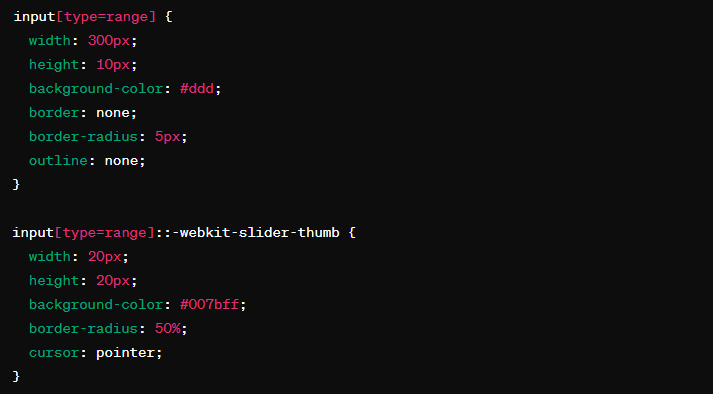 input[type=range] {
  width: 300px;
  height: 10px;
  background-color: #ddd;
  border: none;
  border-radius: 5px;
  outline: none;
}

input[type=range]::-webkit-slider-thumb {
  width: 20px;
  height: 20px;
  background-color: #007bff;
  border-radius: 50%;
  cursor: pointer;
}